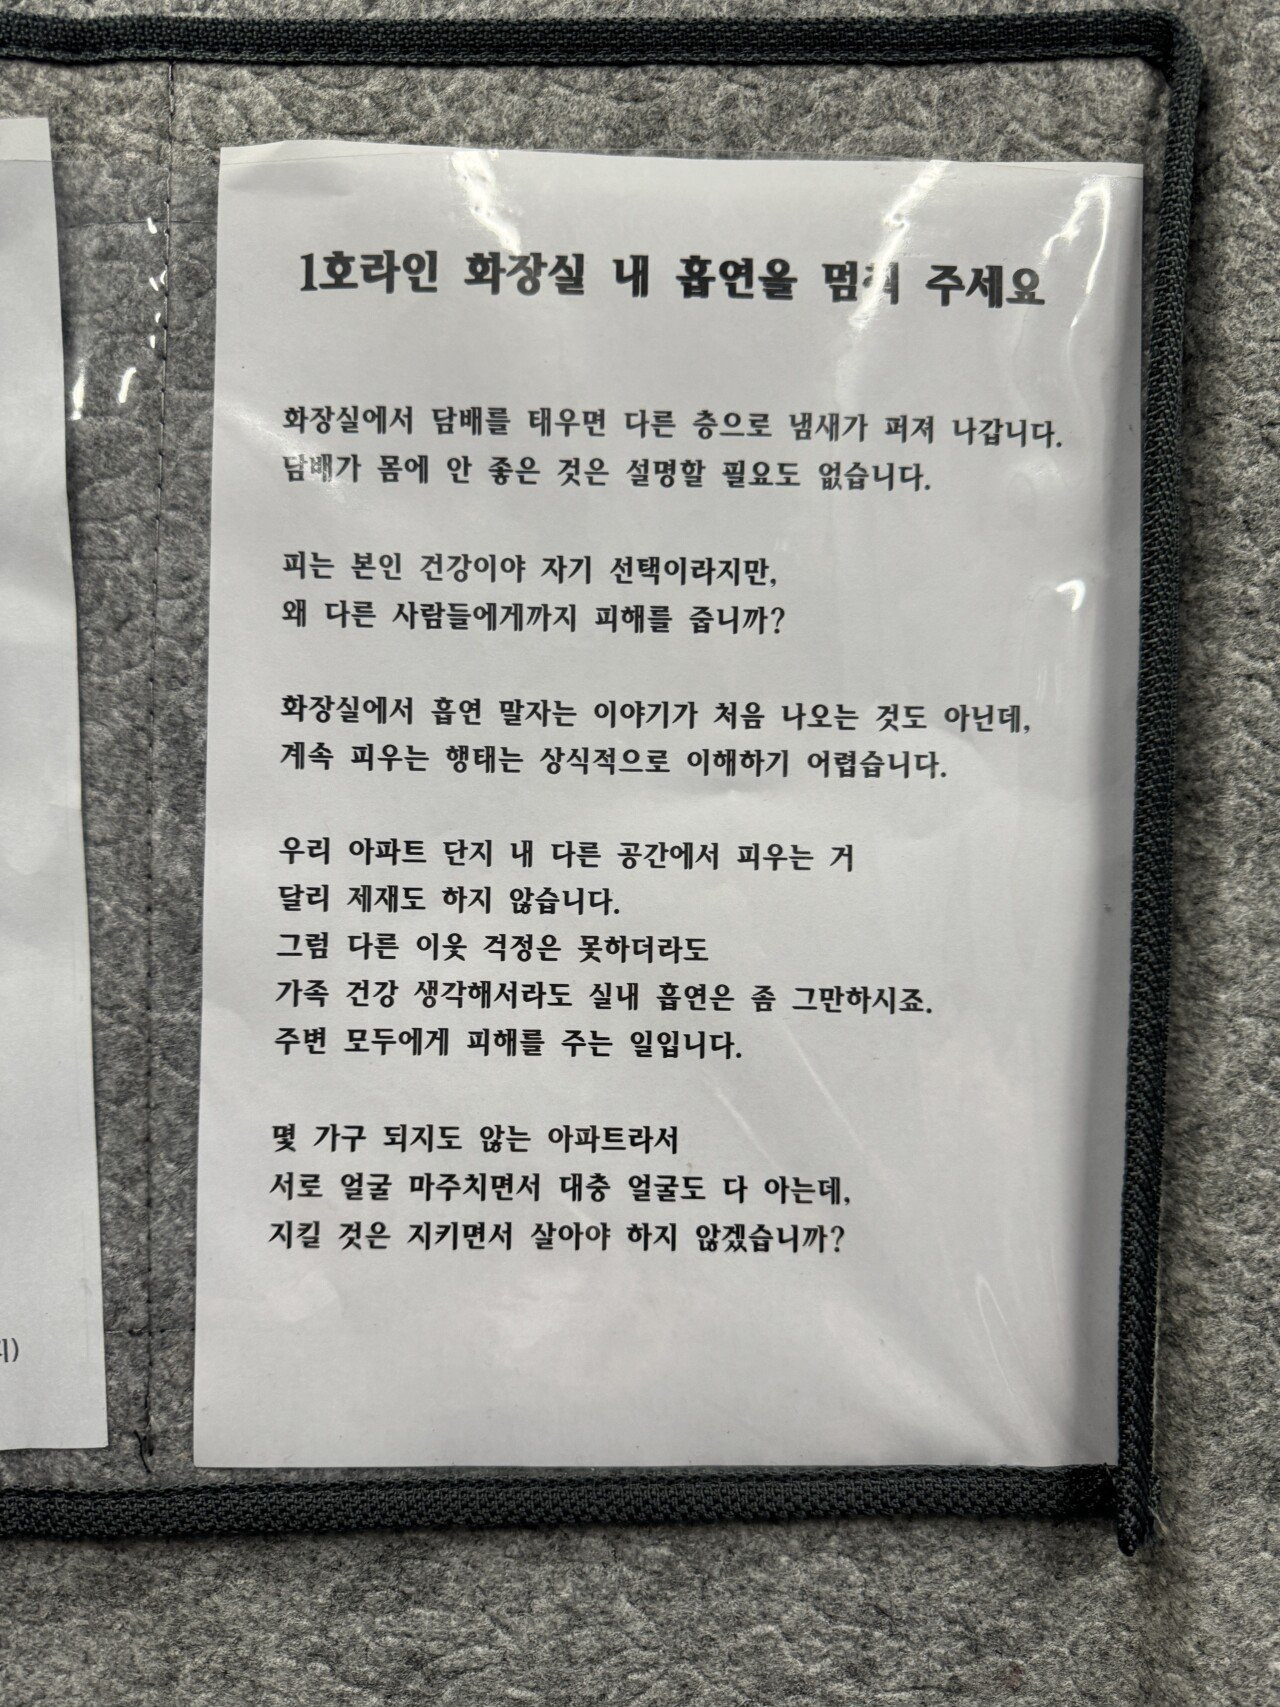 1호라인 화장실 내 흡연을 멈춰 주세요
화장실에서 담배를 태우면 다른 층으로 냄새가 퍼져 나갑니다.
담배가 몸에 안 좋은 것은 설명할 필요도 없습니다.
피는 본인 건강이야 자기 선택이라지만,
왜 다른 사람들에게까지 피해를 줍니까?
화장실에서 흡연 말자는 이야기가 처음 나오는 것도 아닌데,
계속 피우는 행태는 상식적으로 이해하기 어렵습니다.
우리 아파트 단지 내 다른 공간에서 피우는 거
달리 제재도 하지 않습니다.
그럼 다른 이웃 걱정은 못하더라도
가족 건강 생각해서라도 실내 흡연은 좀 그만하시죠.
주변 모두에게 피해를 주는 일입니다.
몇 가구 되지도 않는 아파트라서
서로 얼굴 마주치면서 대충 얼굴도 다 아는데,
지킬 것은 지키면서 살아야 하지 않겠습니까?